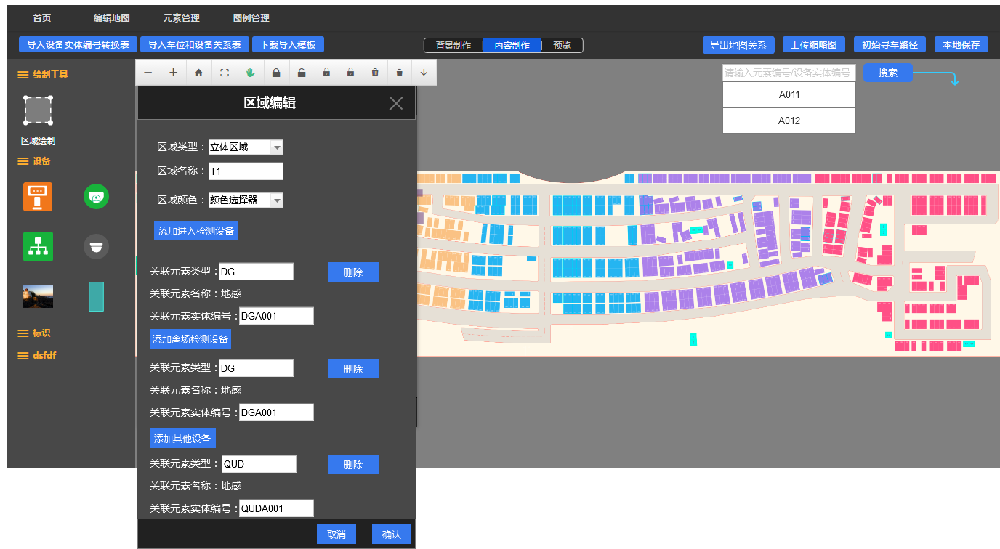 首页 编辑地图 元素管理 图例管理
导入设备实体编号转换表 导入车位和设备关系表 下载导入模板 背景制作 内容制作 预览 导出地图关系 上传缩略图 初始寻车路径 本地保存
绘制工具
区域绘制
设备
标识
dsfdf
请输入元素编号/设备实体编号 搜索
A011
A012
区域编辑
区域类型： 立体区域
区域名称： T1
区域颜色： 颜色选择器
添加进入检测设备
关联元素类型： DG 删除
关联元素名称：地感
关联元素实体编号： DGA001
添加离场检测设备
关联元素类型： DG 删除
关联元素名称：地感
关联元素实体编号： DGA001
添加其他设备
关联元素类型： QUD 删除
关联元素名称：地感
关联元素实体编号： QUDA001
取消 确认